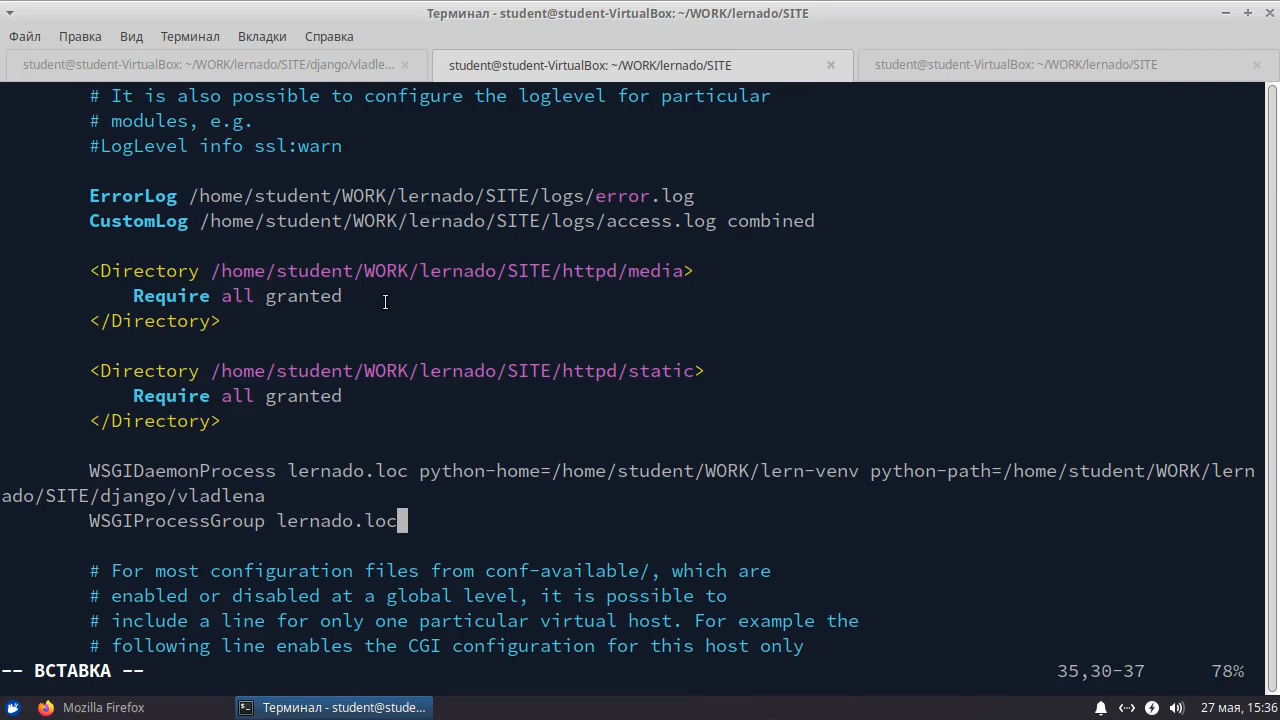 Терминал - student@student-VirtualBox: ~/WORK/lernado/SITE
Файл Правка Вид Терминал Вкладки Справка
student@student-VirtualBox: ~/WORK/lernado/SITE/django/vladle... student@student-VirtualBox: ~/WORK/lernado/SITE student@student-VirtualBox: ~/WORK/lernado/SITE
# It is also possible to configure the loglevel for particular
# modules, e.g.
#LogLevel info ssl:warn
ErrorLog /home/student/WORK/lernado/SITE/logs/error.log
CustomLog /home/student/WORK/lernado/SITE/logs/access.log combined
<Directory /home/student/WORK/lernado/SITE/httpd/media>
Require all granted
</Directory>
<Directory /home/student/WORK/lernado/SITE/httpd/static>
Require all granted
</Directory>
WSGIDaemonProcess lernado.loc python-home=/home/student/WORK/lern-venv python-path=/home/student/WORK/lern
ado/SITE/django/vladlena
WSGIProcessGroup lernado.loc
# For most configuration files from conf-available/, which are
# enabled or disabled at a global level, it is possible to
# include a line for only one particular virtual host. For example the
# following line enables the CGI configuration for this host only
-- ВСТАВКА -- 35,30-37 78%
Mozilla Firefox Терминал - student@stude... 27 мая, 15:36